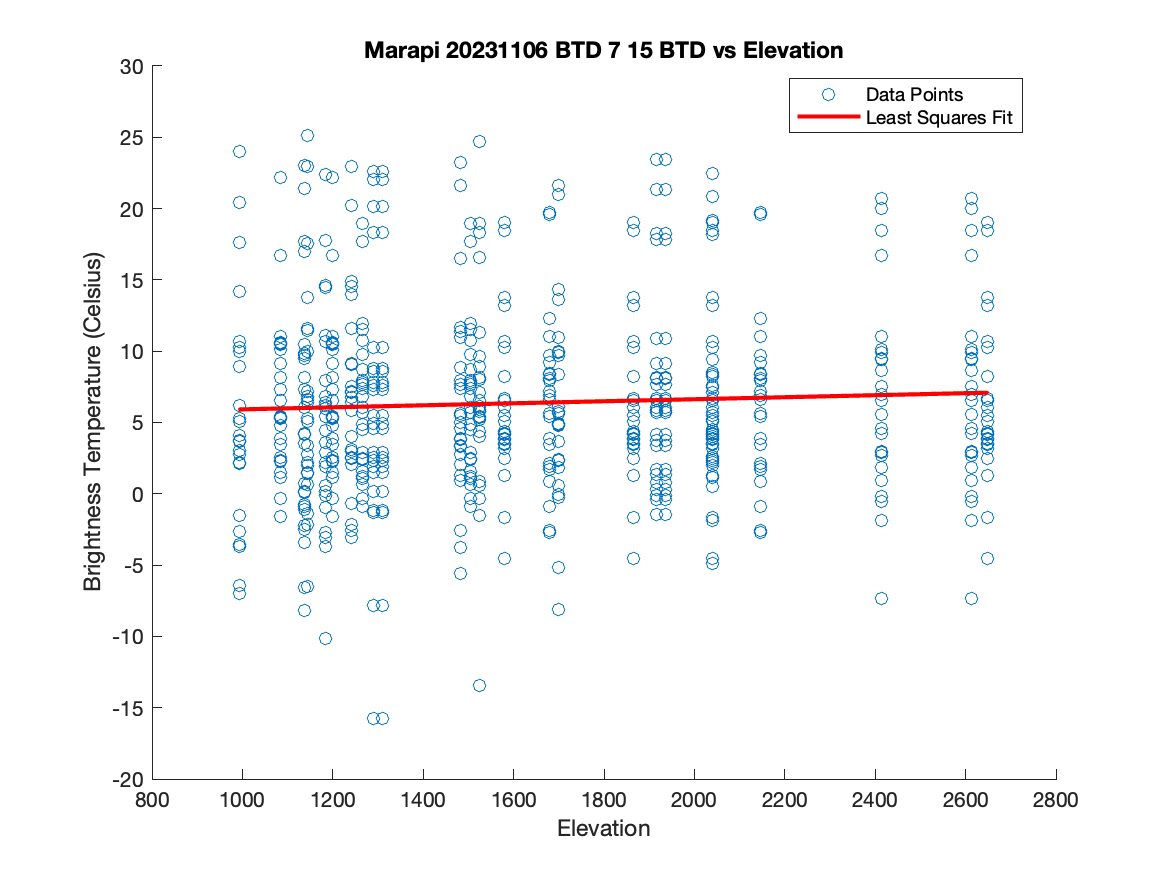 Marapi 20231106 BTD 7 15 BTD vs Elevation
Data Points
Least Squares Fit
30
25
20
15
10
5
0
-5
-10
-15
-20
Brightness Temperature (Celsius)
800 1000 1200 1400 1600 1800 2000 2200 2400 2600 2800
Elevation